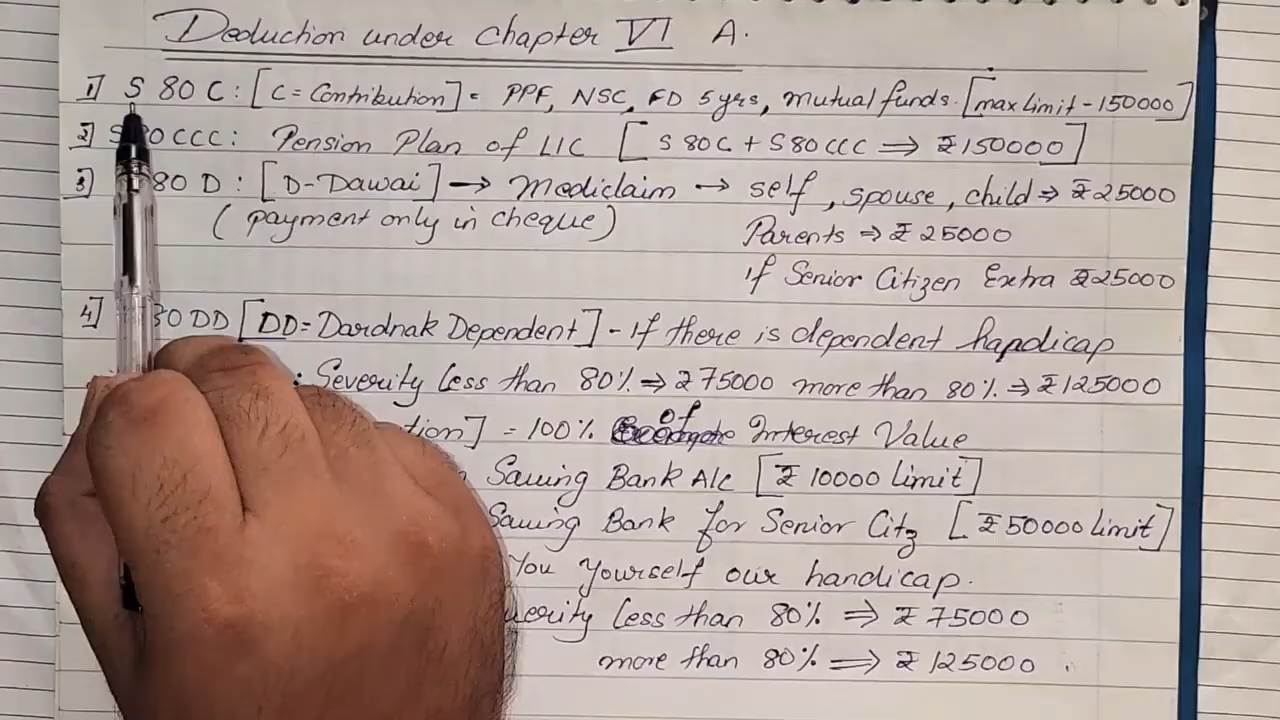 Deduction under Chapter VI A.
1] S 80 C : [C = Contribution] = PPF, NSC, FD 5 yrs, mutual funds. [max Limit - 150000]
2] S 80 CCC : Pension Plan of LIC [S 80C + S 80 CCC ⇒ ₹150000]
3] 80 D : [D-Dawai] → Mediclaim → self, spouse, child ⇒ ₹25000
(payment only in cheque) Parents ⇒ ₹25000
if Senior Citizen Extra ₹25000
4] 80 DD [DD = Dardnak Dependent] - if there is dependent handicap
: Severity less than 80% ⇒ ₹75000 more than 80% ⇒ ₹125000
tion] = 100% of Interest Value
Saving Bank A/c [₹10000 Limit]
Saving Bank for Senior Citz [₹50000 Limit]
You yourself our handicap.
verity less than 80% ⇒ ₹75000
more than 80% ⇒ ₹125000